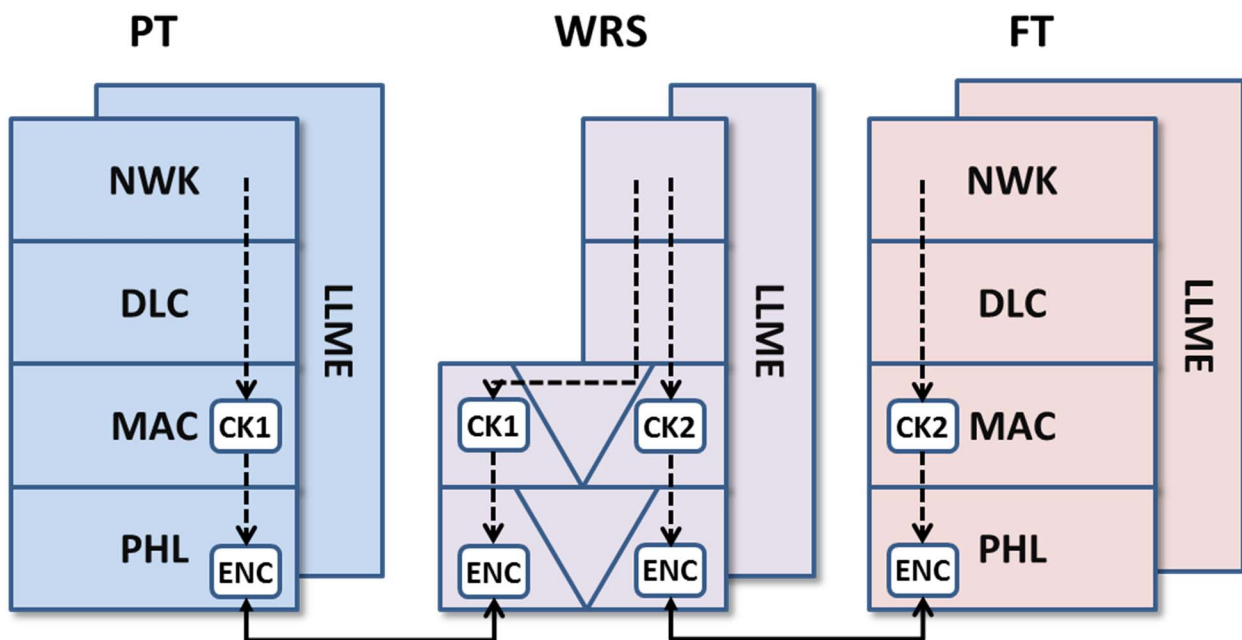 PT WRS FT
NWK NWK
DLC DLC
LLME LLME LLME
MAC CK1 CK1 CK2 CK2 MAC
PHL PHL
ENC ENC ENC ENC